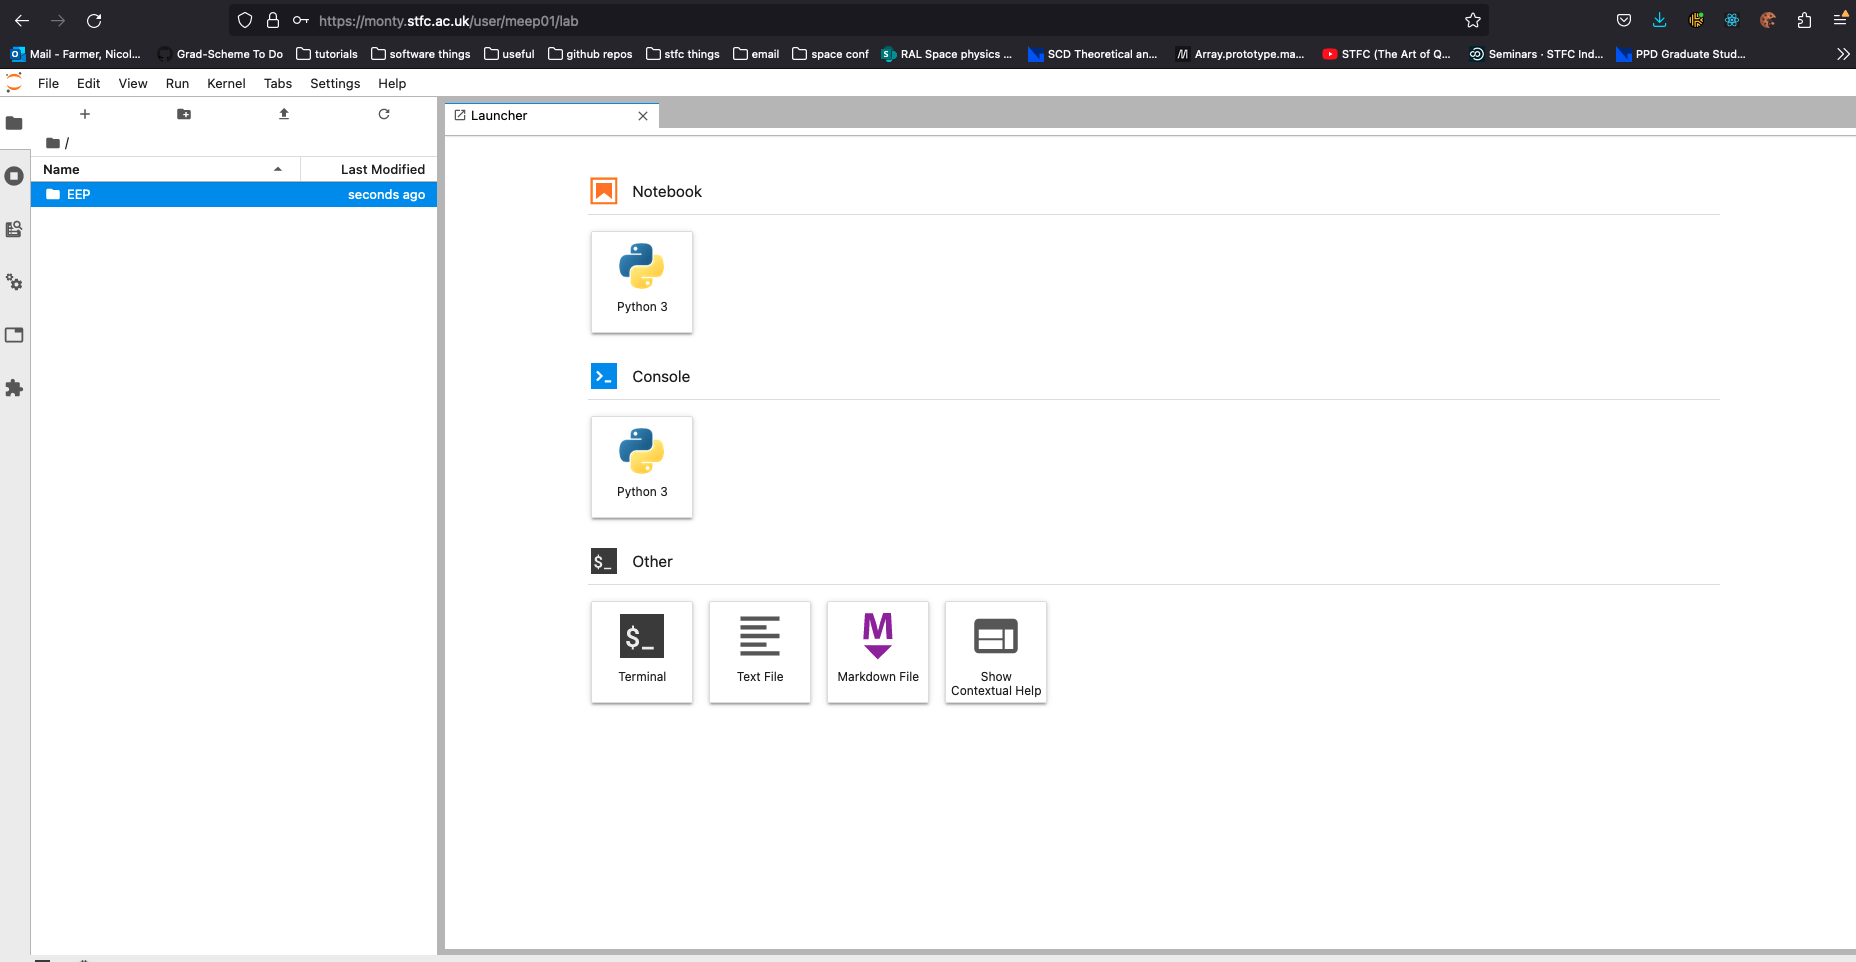 https://monty.stfc.ac.uk/user/meep01/lab
Mail - Farmer, Nicol... Grad-Scheme To Do tutorials software things useful github repos stfc things email space conf RAL Space physics ... SCD Theoretical an... Array.prototype.ma... STFC (The Art of Q... Seminars · STFC Ind... PPD Graduate Stud...
File Edit View Run Kernel Tabs Settings Help
Launcher
/
Name Last Modified
EEP seconds ago
Notebook
Python 3
Console
Python 3
$_ Other
$_ M
Terminal Text File Markdown File Show
Contextual Help